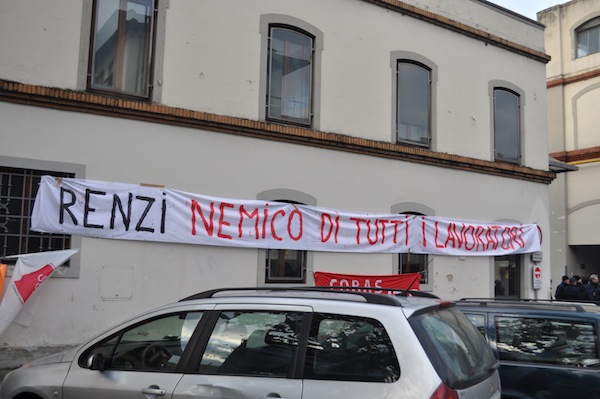 RENZI NEMICO DI TUTTI I LAVORATORI
COBAS